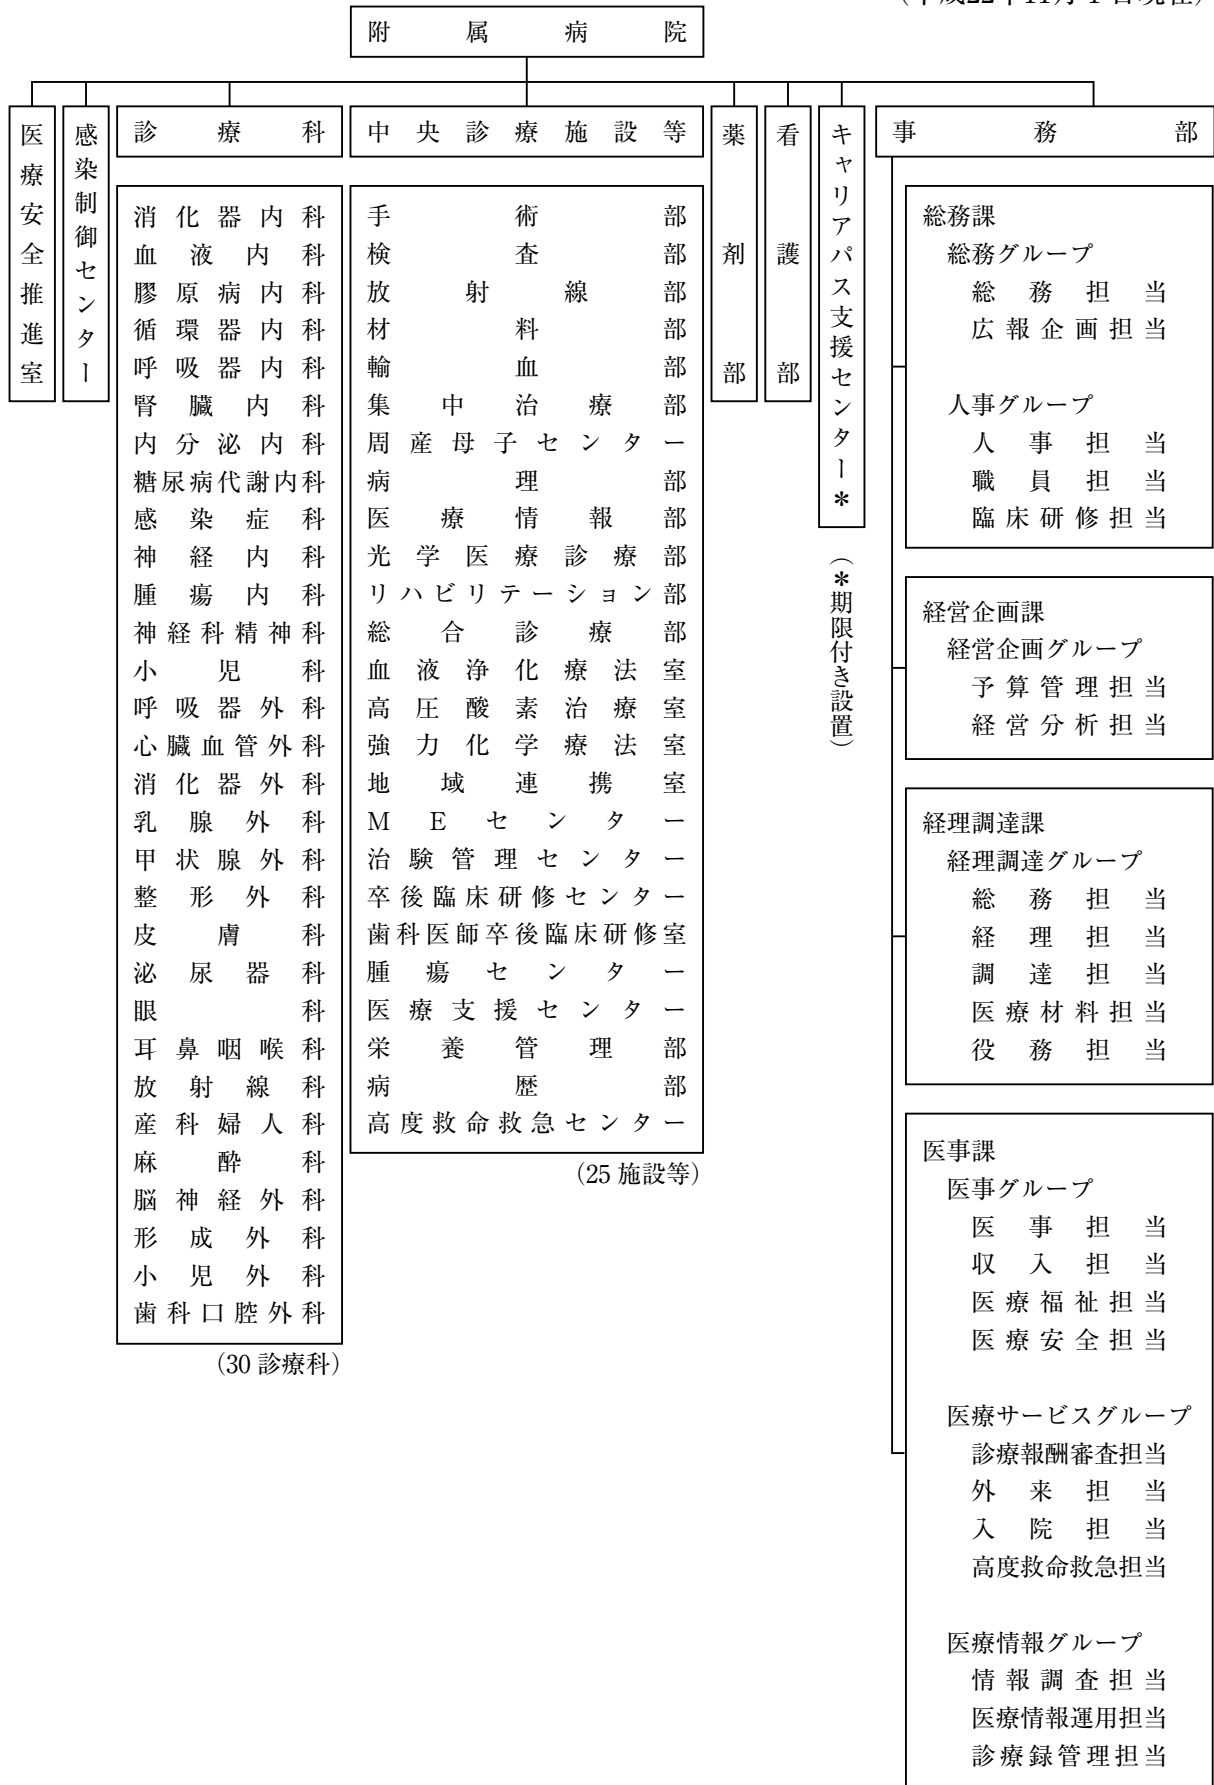 附属病院
医療安全推進室
感染制御センター
診療科
消化器内科
血液内科
膠原病内科
循環器内科
呼吸器内科
腎臓内科
内分泌内科
糖尿病代謝内科
感染症科
神経内科
腫瘍内科
神経科精神科
小児科
呼吸器外科
心臓血管外科
消化器外科
乳腺外科
甲状腺外科
整形外科
皮膚科
泌尿器科
眼科
耳鼻咽喉科
放射線科
産科婦人科
麻酔科
脳神経外科
形成外科
小児外科
歯科口腔外科
(30 診療科)
中央診療施設等
手術部
検査部
放射線部
材料部
輸血部
集中治療部
周産母子センター
病理部
医療情報部
光学医療診療部
リハビリテーション部
総合診療部
血液浄化療法室
高圧酸素治療室
強力化学療法室
地域連携室
MEセンター
治験管理センター
卒後臨床研修センター
歯科医師卒後臨床研修室
腫瘍センター
医療支援センター
栄養管理部
病歴部
高度救命救急センター
(25 施設等)
薬剤部
看護部
キャリアパス支援センター*
(*期限付き設置)
事務部
総務課
総務グループ
総務担当
広報企画担当
人事グループ
人事担当
職員担当
臨床研修担当
経営企画課
経営企画グループ
予算管理担当
経営分析担当
経理調達課
経理調達グループ
総務担当
経理担当
調達担当
医療材料担当
役務担当
医事課
医事グループ
医事担当
収入担当
医療福祉担当
医療安全担当
医療サービスグループ
診療報酬審査担当
外来担当
入院担当
高度救命救急担当
医療情報グループ
情報調査担当
医療情報運用担当
診療録管理担当